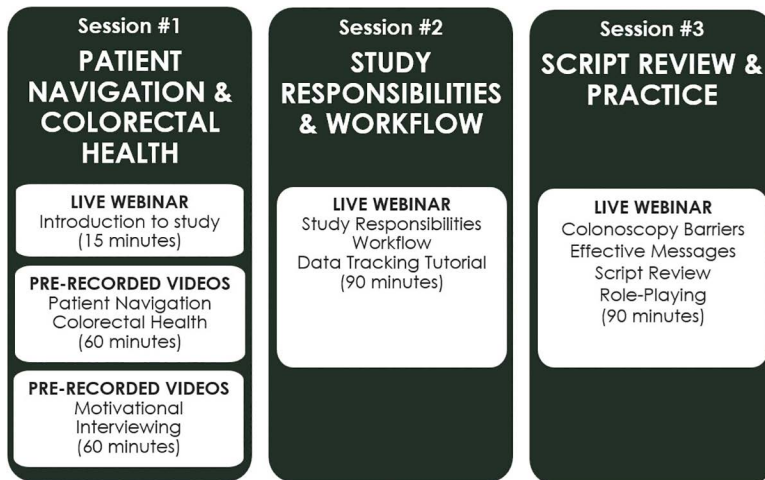 Session #1
PATIENT
NAVIGATION &
COLORECTAL
HEALTH
LIVE WEBINAR
Introduction to study
(15 minutes)
PRE-RECORDED VIDEOS
Patient Navigation
Colorectal Health
(60 minutes)
PRE-RECORDED VIDEOS
Motivational
Interviewing
(60 minutes)
Session #2
STUDY
RESPONSIBILITIES
& WORKFLOW
LIVE WEBINAR
Study Responsibilities
Workflow
Data Tracking Tutorial
(90 minutes)
Session #3
SCRIPT REVIEW &
PRACTICE
LIVE WEBINAR
Colonoscopy Barriers
Effective Messages
Script Review
Role-Playing
(90 minutes)